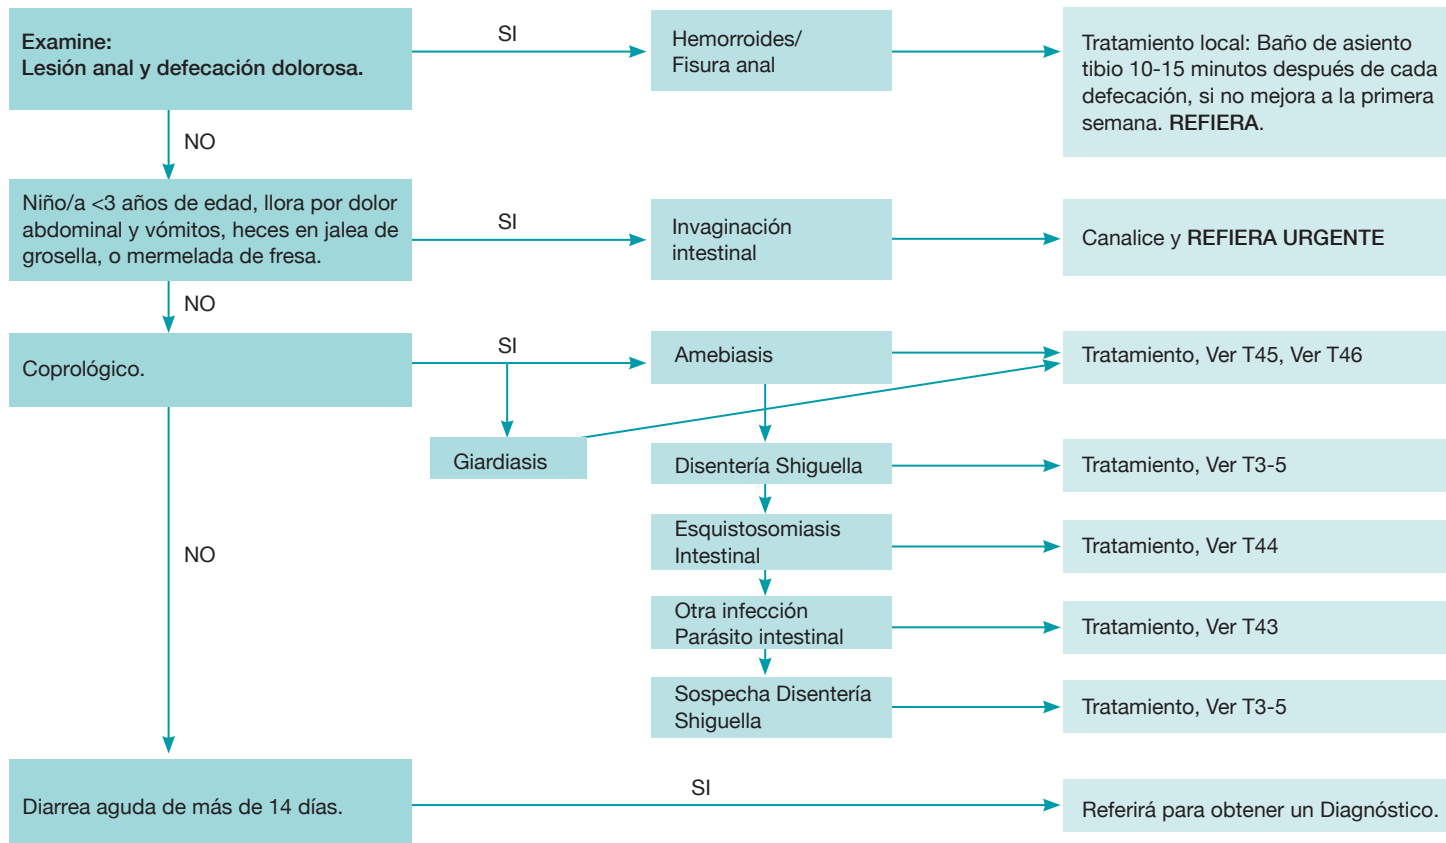 Examine:
Lesión anal y defecación dolorosa.
SI
Hemorroides/
Fisura anal
Tratamiento local: Baño de asiento
tibio 10-15 minutos después de cada
defecación, si no mejora a la primera
semana. REFIERA.
NO
Niño/a <3 años de edad, llora por dolor
abdominal y vómitos, heces en jalea de
grosella, o mermelada de fresa.
SI
Invaginación
intestinal
Canalice y REFIERA URGENTE
NO
Coprológico.
SI
Amebiasis
Tratamiento, Ver T45, Ver T46
Giardiasis
Disentería Shiguella
Tratamiento, Ver T3-5
NO
Esquistosomiasis
Intestinal
Tratamiento, Ver T44
Otra infección
Parásito intestinal
Tratamiento, Ver T43
Sospecha Disentería
Shiguella
Tratamiento, Ver T3-5
Diarrea aguda de más de 14 días.
SI
Referirá para obtener un Diagnóstico.